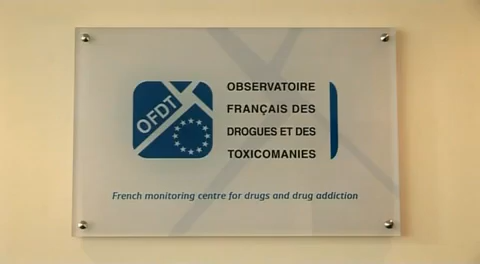 OFDT
OBSERVATOIRE
FRANÇAIS DES
DROGUES ET DES
TOXICOMANIES
French monitoring centre for drugs and drug addiction